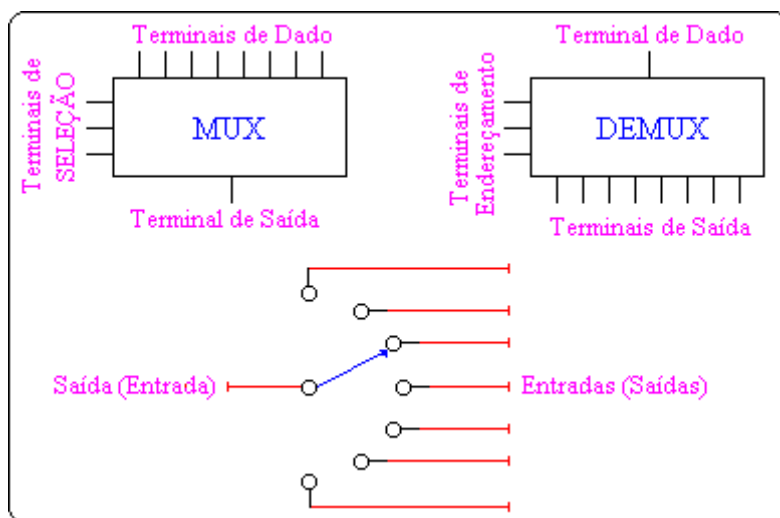 Terminais de Dado
Terminais de
SELEÇÃO
MUX
Terminal de Saída
Terminal de Dado
Terminais de
Endereçamento
DEMUX
Terminais de Saída
Saída (Entrada)
Entradas (Saídas)